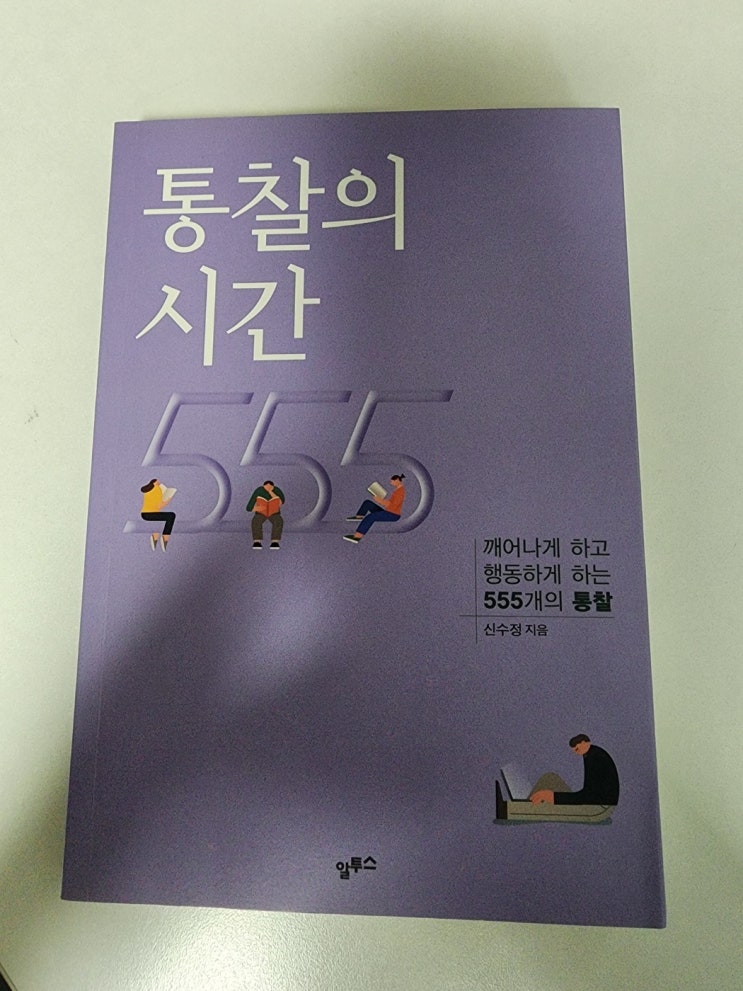 통찰의
시간
555
깨어나게 하고
행동하게 하는
555개의 통찰
신수정 지음
알투스